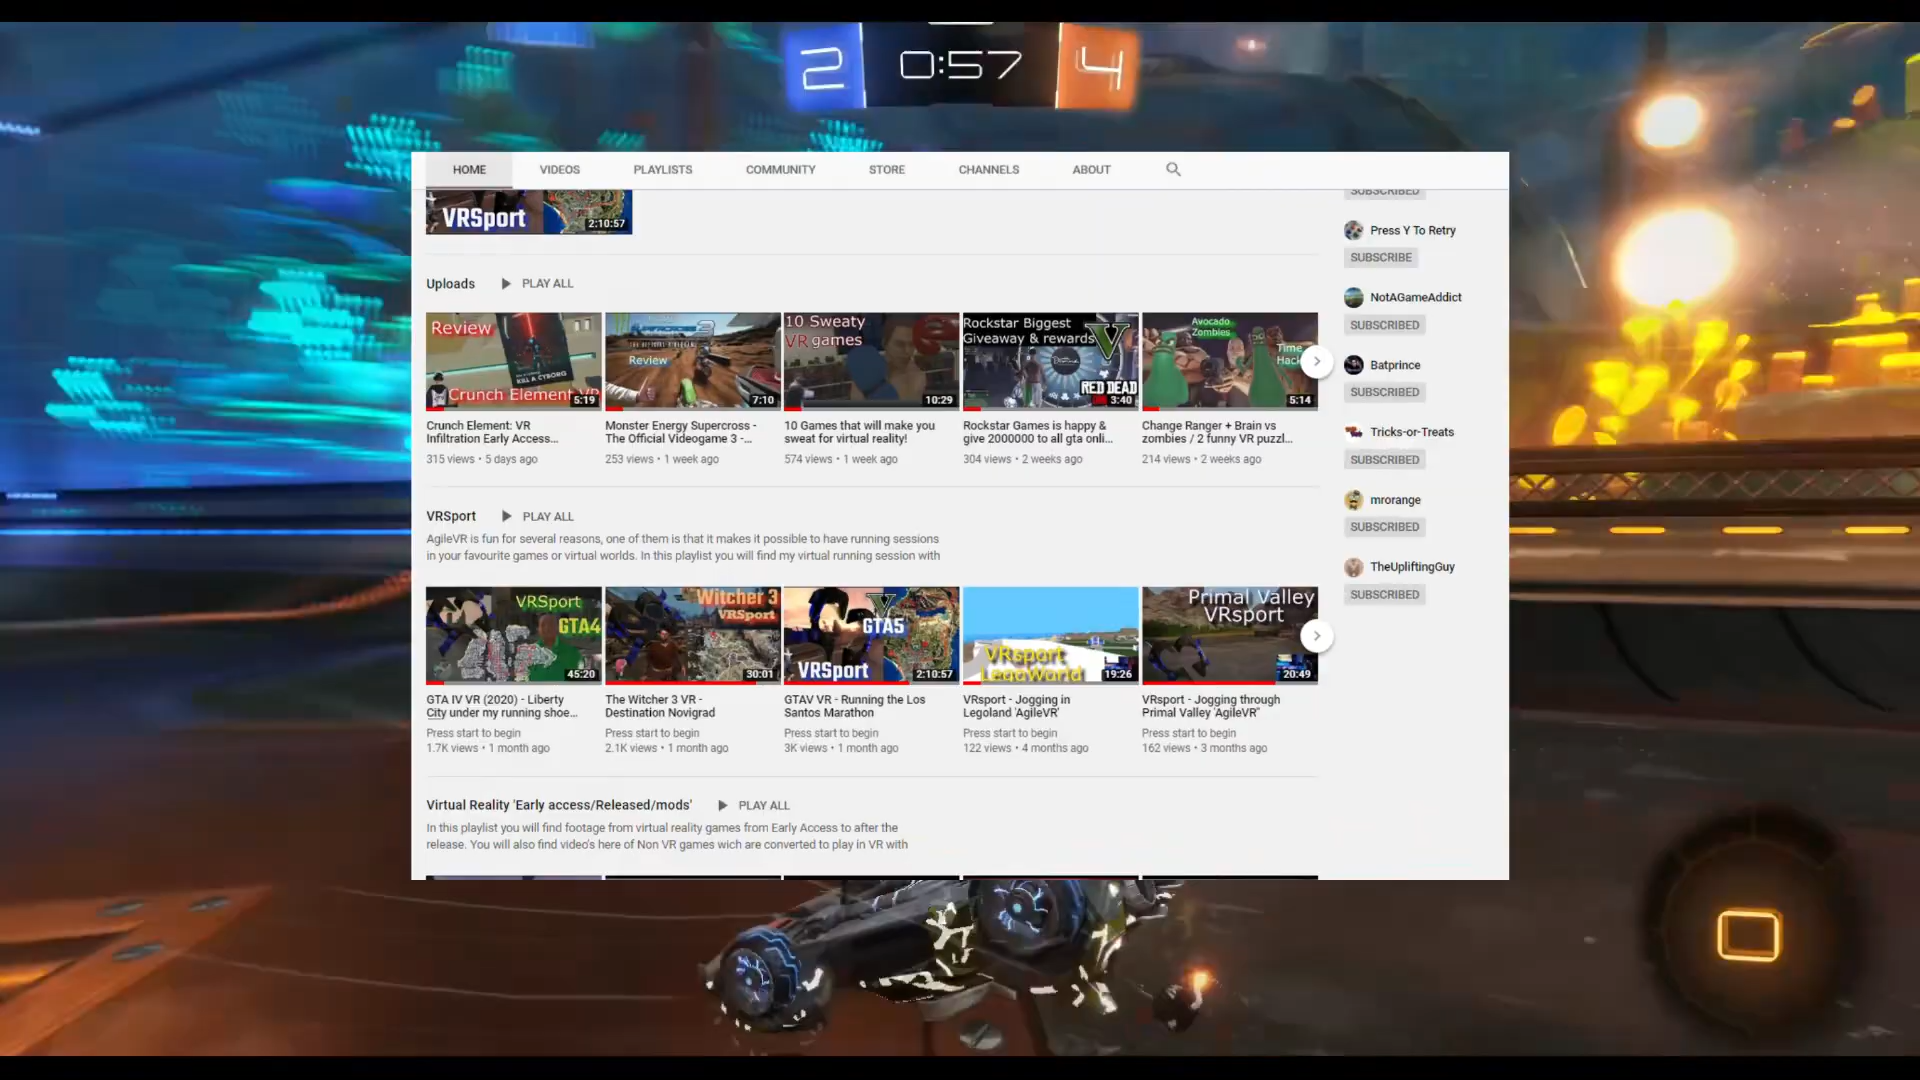 2 0:57 4
HOME VIDEOS PLAYLISTS COMMUNITY STORE CHANNELS ABOUT
SUBSCRIBED
VRSport 2:10:57
Press Y To Retry
SUBSCRIBE
Uploads PLAY ALL
NotAGameAddict
SUBSCRIBED
Review
Crunch Element VR
KILL A CYBORG
5:19
3
THE OFFICIAL VIDEOGAME
Review
7:10
10 Sweaty
VR games
10:29
Rockstar Biggest
Giveaway & rewards
V
RED DEAD
3:40
Avocado
Zombies
Time
Hack
5:14
Batprince
SUBSCRIBED
Crunch Element: VR
Infiltration Early Access...
315 views • 5 days ago
Monster Energy Supercross -
The Official Videogame 3 -...
253 views • 1 week ago
10 Games that will make you
sweat for virtual reality!
574 views • 1 week ago
Rockstar Games is happy &
give 2000000 to all gta onli...
304 views • 2 weeks ago
Change Ranger + Brain vs
zombies / 2 funny VR puzzl...
214 views • 2 weeks ago
Tricks-or-Treats
SUBSCRIBED
mrorange
SUBSCRIBED
TheUpliftingGuy
SUBSCRIBED
VRSport PLAY ALL
AgileVR is fun for several reasons, one of them is that it makes it possible to have running sessions
in your favourite games or virtual worlds. In this playlist you will find my virtual running session with
VRSport
GTA4
45:20
Witcher 3
VRSport
30:01
V
GTA5
VRSport
2:10:57
VRsport
LegoWorld
19:26
Primal Valley
VRsport
20:49
GTA IV VR (2020) - Liberty
City under my running shoe...
Press start to begin
1.7K views • 1 month ago
The Witcher 3 VR -
Destination Novigrad
Press start to begin
2.1K views • 1 month ago
GTAV VR - Running the Los
Santos Marathon
Press start to begin
3K views • 1 month ago
VRsport - Jogging in
Legoland 'AgileVR'
Press start to begin
122 views • 4 months ago
VRsport - Jogging through
Primal Valley 'AgileVR"
Press start to begin
162 views • 3 months ago
Virtual Reality 'Early access/Released/mods' PLAY ALL
In this playlist you will find footage from virtual reality games from Early Access to after the
release. You will also find video's here of Non VR games wich are converted to play in VR with